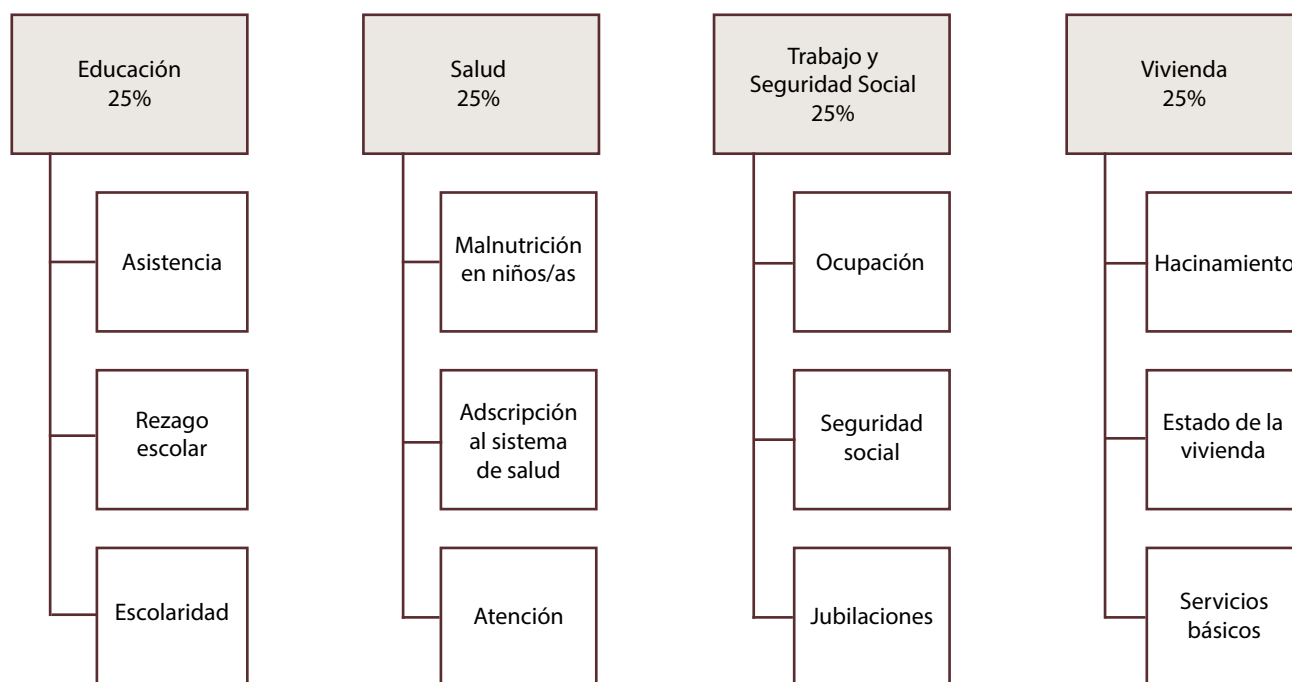 Educación
25%
Asistencia
Rezago
escolar
Escolaridad
Salud
25%
Malnutrición
en niños/as
Adscripción
al sistema
de salud
Atención
Trabajo y
Seguridad Social
25%
Ocupación
Seguridad
social
Jubilaciones
Vivienda
25%
Hacinamiento
Estado de la
vivienda
Servicios
básicos